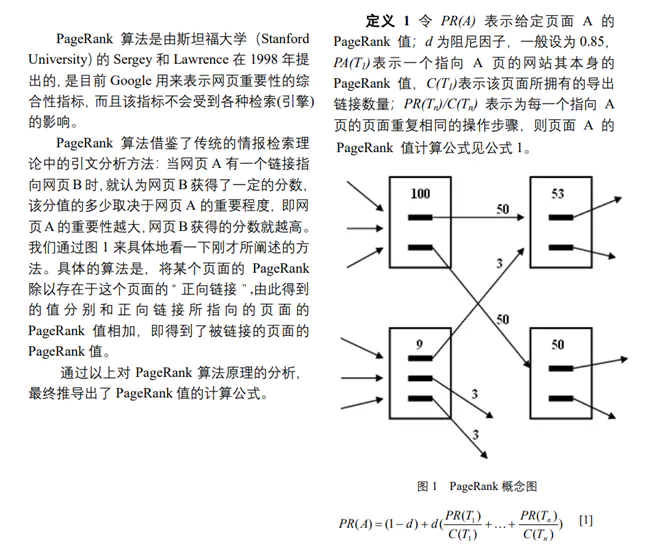 PageRank 算法是由斯坦福大学（Stanford
University）的 Sergey 和 Lawrence 在 1998 年提
出的，是目前 Google 用来表示网页重要性的综
合性指标，而且该指标不会受到各种检索(引擎)
的影响。
PageRank 算法借鉴了传统的情报检索理
论中的引文分析方法：当网页 A 有一个链接指
向网页 B 时，就认为网页 B 获得了一定的分数，
该分值的多少取决于网页 A 的重要程度，即网
页 A 的重要性越大，网页 B 获得的分数就越高。
我们通过图 1 来具体地看一下刚才所阐述的方
法。具体的算法是，将某个页面的 PageRank
除以存在于这个页面的“ 正向链接 ”，由此得到
的值分别和正向链接所指向的页面的
PageRank 值相加，即得到了被链接的页面的
PageRank 值。
通过以上对 PageRank 算法原理的分析，
最终推导出了 PageRank 值的计算公式。
定义 1 令 PR(A) 表示给定页面 A 的
PageRank 值；d 为阻尼因子，一般设为 0.85，
PA(T₁)表示一个指向 A 页的网站其本身的
PageRank 值，C(T₁)表示该页面所拥有的导出
链接数量；PR(Tₙ)/C(Tₙ) 表示为每一个指向 A
页的页面重复相同的操作步骤，则页面 A 的
PageRank 值计算公式见公式 1。
100
50
53
3
50
9
50
3
3
图 1 PageRank 概念图
PR(A) = (1−d) + d(PR(T₁)/C(T₁) + … + PR(Tₙ)/C(Tₙ)) [1]